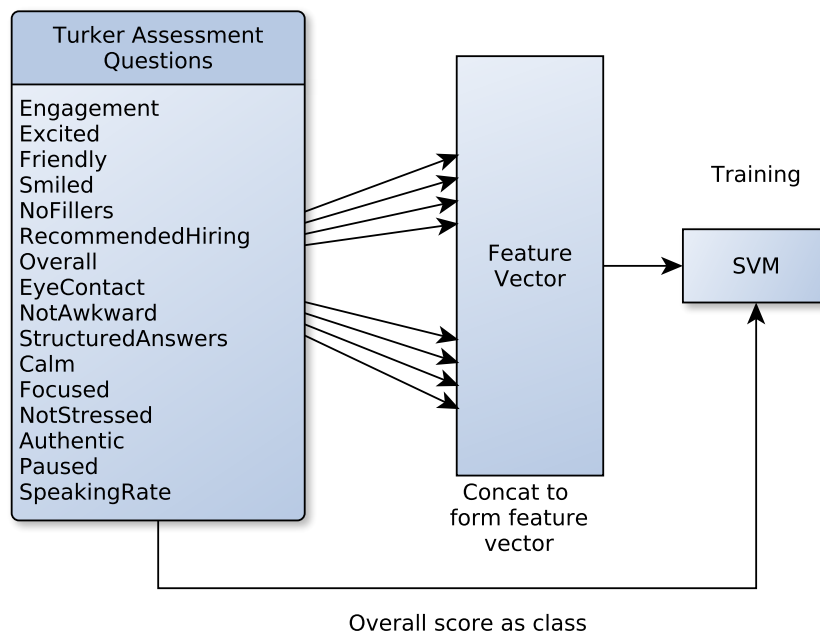 Turker Assessment
Questions
Engagement
Excited
Friendly
Smiled
NoFillers
RecommendedHiring
Overall
EyeContact
NotAwkward
StructuredAnswers
Calm
Focused
NotStressed
Authentic
Paused
SpeakingRate
Feature
Vector
Concat to
form feature
vector
Training
SVM
Overall score as class